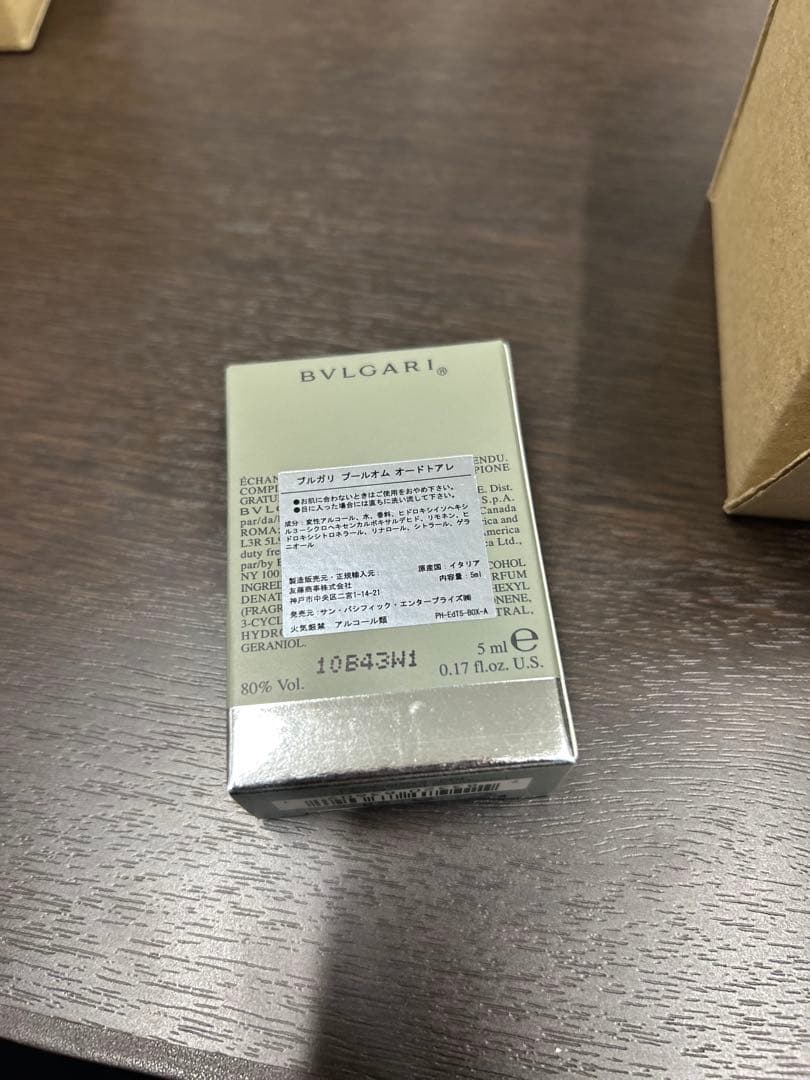 BVLGARI®
ÉCHAN ENDU.
COMPL PIONE
GRATU E. Dist.
BVLG S.p.A.
par/da/b Canada
ROMA: rica and
L3R 5L9 America
duty fre a Ltd.,
par/by B
NY 100
INGRE COHOL
DENAT RFUM
(FRAGR HEXYL
3-CYCL ONENE,
HYDRO TRAL,
GERANIOL.
ブルガリ プールオム オードトアレ
●お肌に合わないときはご使用をおやめ下さい。
●目に入った場合には直ちに洗い流して下さい。
成分：変性アルコール、水、香料、ヒドロキシイソヘキシ
ル3－シクロヘキセンカルボキサルデヒド、リモネン、ヒ
ドロキシシトロネラール、リナロール、シトラール、ゲラ
ニオール
製造販売元・正規輸入元： 原産国：イタリア
友藤商事株式会社 内容量：5ml
神戸市中央区二宮1-14-21
発売元：サン・パシフィック・エンタープライズ㈱
火気厳禁 アルコール類 PH-EdT5-BOX-A
10B43W1
5 ml e
80% Vol. 0.17 fl.oz. U.S.